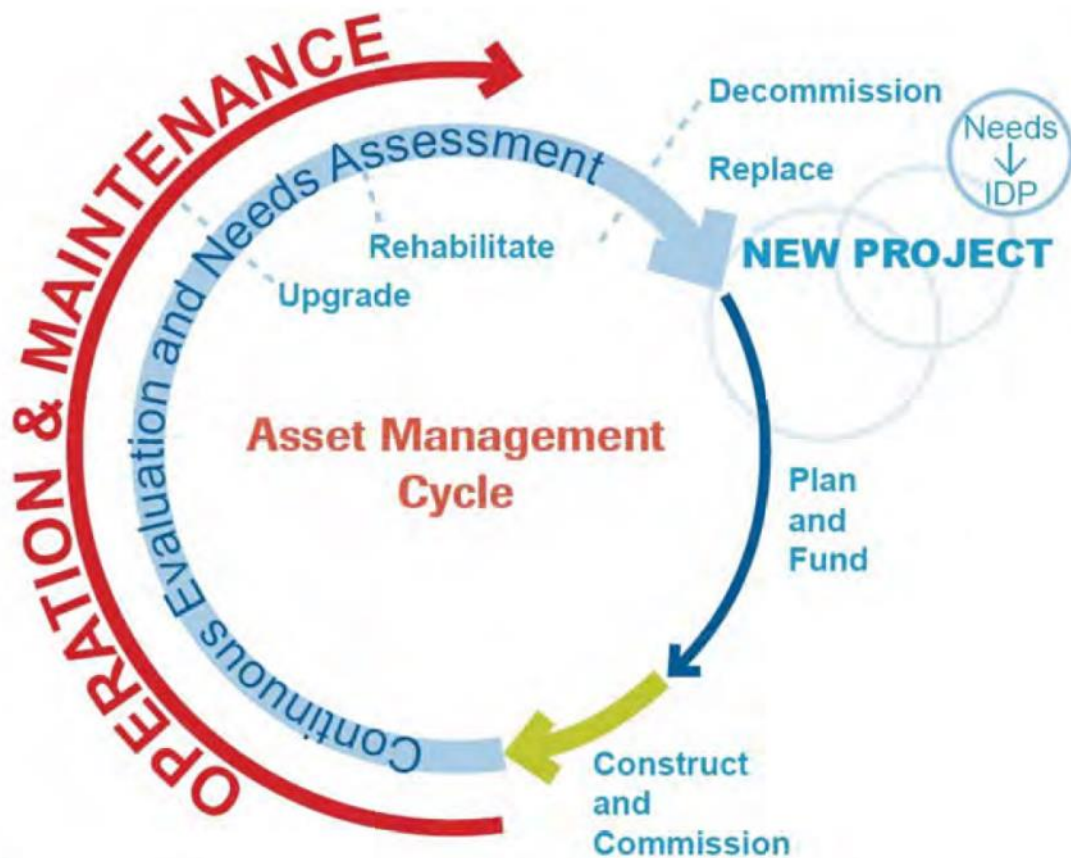 OPERATION & MAINTENANCE
Continuous Evaluation and Needs Assessment
Decommission
Replace
Needs
IDP
NEW PROJECT
Rehabilitate
Upgrade
Asset Management
Cycle
Plan
and
Fund
Construct
and
Commission